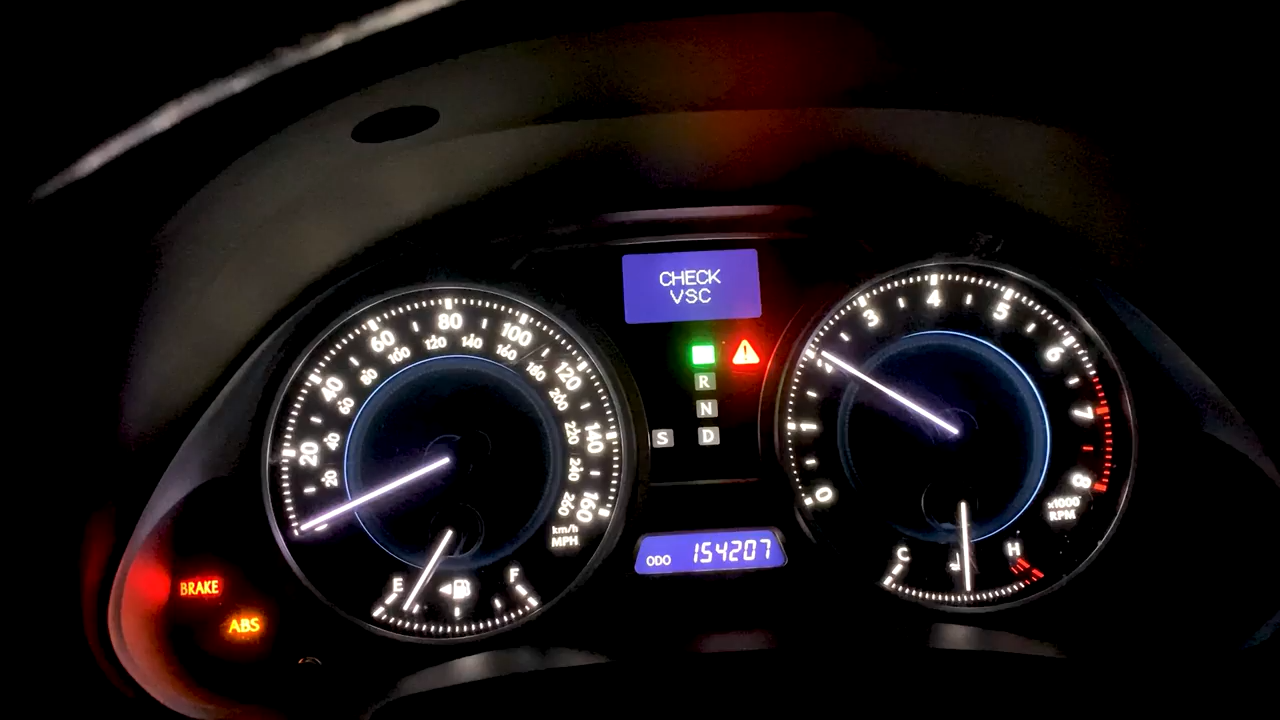 CHECK
VSC
20 40 60 80 100 120 140 160
20 40 60 80 100 120 140 160 180 200 220 240 260
km/h
MPH
E F
R
N
S D
ODO 154207
0 1 2 3 4 5 6 7 8
x1000
RPM
C H
BRAKE
ABS